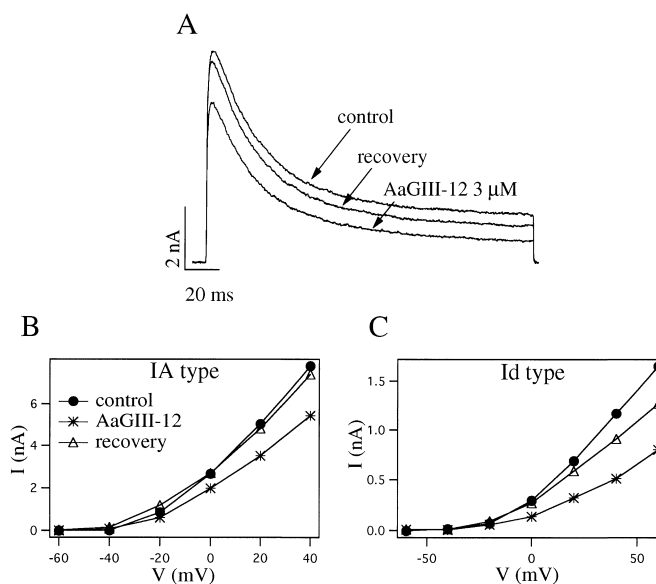 A
control
recovery
AaGIII-12 3 µM
2 nA
20 ms
B
IA type
control
AaGIII-12
recovery
I (nA)
6
4
2
0
-60 -40 -20 0 20 40
V (mV)
C
Id type
I (nA)
1.5
1.0
0.5
0.0
-50 0 50
V (mV)